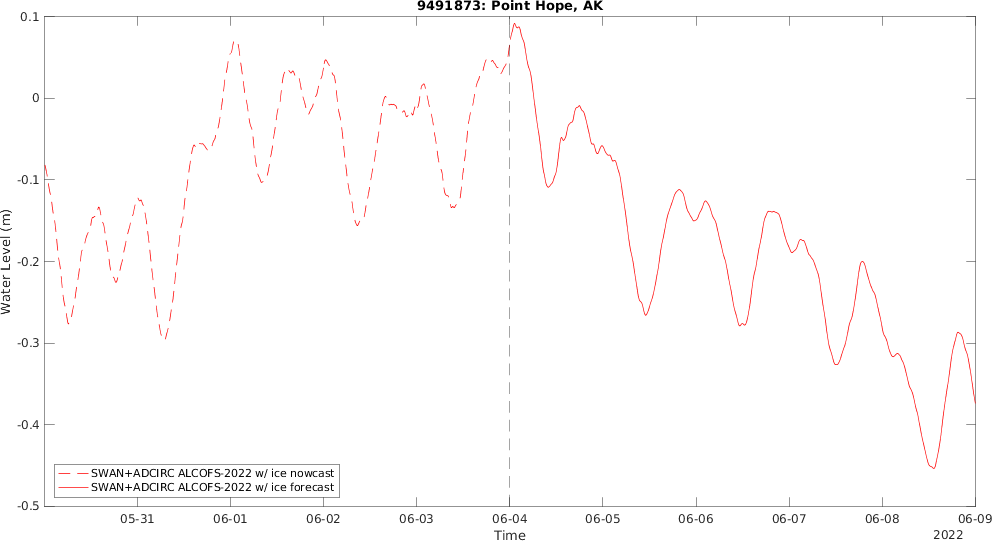 9491873: Point Hope, AK
0.1
0
-0.1
-0.2
-0.3
-0.4
-0.5
Water Level (m)
SWAN+ADCIRC ALCOFS-2022 w/ ice nowcast
SWAN+ADCIRC ALCOFS-2022 w/ ice forecast
05-31 06-01 06-02 06-03 06-04 06-05 06-06 06-07 06-08 06-09
Time
2022